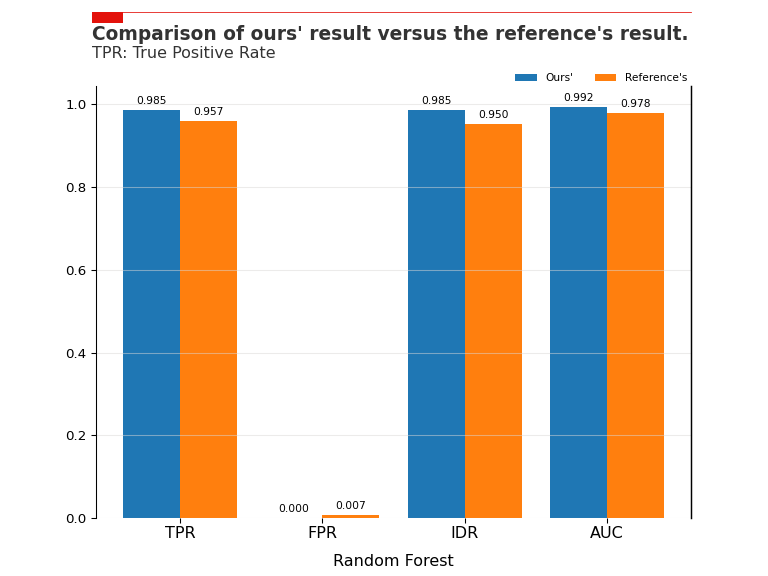 Comparison of ours' result versus the reference's result.
TPR: True Positive Rate
Ours' Reference's
0.985 0.957 0.000 0.007 0.985 0.950 0.992 0.978
1.0
0.8
0.6
0.4
0.2
0.0
TPR FPR IDR AUC
Random Forest